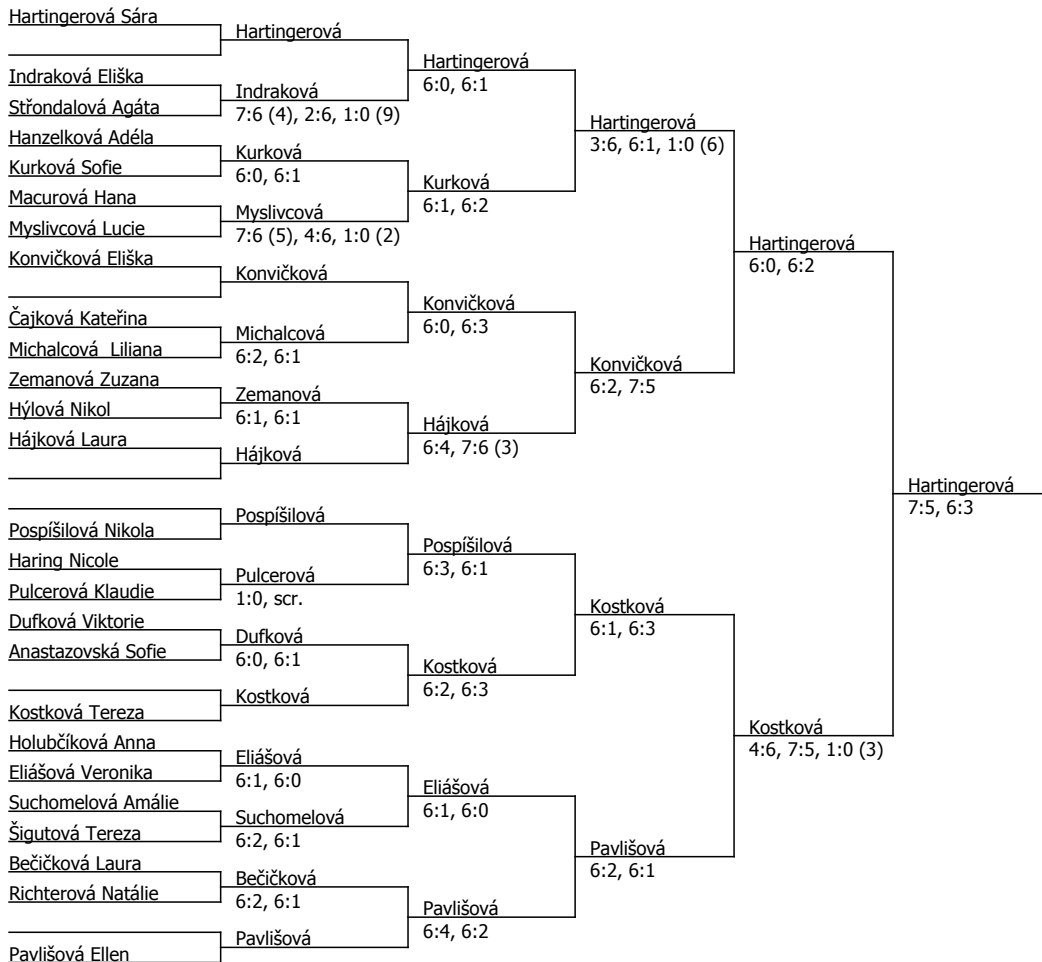 Hartingerová Sára
Hartingerová
Hartingerová
6:0, 6:1
Indraková Eliška
Indraková
Střondalová Agáta
7:6 (4), 2:6, 1:0 (9)
Hartingerová
3:6, 6:1, 1:0 (6)
Hanzelková Adéla
Kurková
Kurková Sofie
6:0, 6:1
Kurková
6:1, 6:2
Macurová Hana
Myslivcová
Myslivcová Lucie
7:6 (5), 4:6, 1:0 (2)
Hartingerová
6:0, 6:2
Konvičková Eliška
Konvičková
Konvičková
6:0, 6:3
Čajková Kateřina
Michalcová
Michalcová  Liliana
6:2, 6:1
Konvičková
6:2, 7:5
Zemanová Zuzana
Zemanová
Hýlová Nikol
6:1, 6:1
Hájková
6:4, 7:6 (3)
Hájková Laura
Hájková
Hartingerová
7:5, 6:3
Pospíšilová
Pospíšilová Nikola
Pospíšilová
6:3, 6:1
Haring Nicole
Pulcerová
Pulcerová Klaudie
1:0, scr.
Kostková
6:1, 6:3
Dufková Viktorie
Dufková
Anastazovská Sofie
6:0, 6:1
Kostková
6:2, 6:3
Kostková
Kostková Tereza
Kostková
4:6, 7:5, 1:0 (3)
Holubčíková Anna
Eliášová
Eliášová Veronika
6:1, 6:0
Eliášová
6:1, 6:0
Suchomelová Amálie
Suchomelová
Šigutová Tereza
6:2, 6:1
Pavlišová
6:2, 6:1
Bečičková Laura
Bečičková
Richterová Natálie
6:2, 6:1
Pavlišová
6:4, 6:2
Pavlišová
Pavlišová Ellen